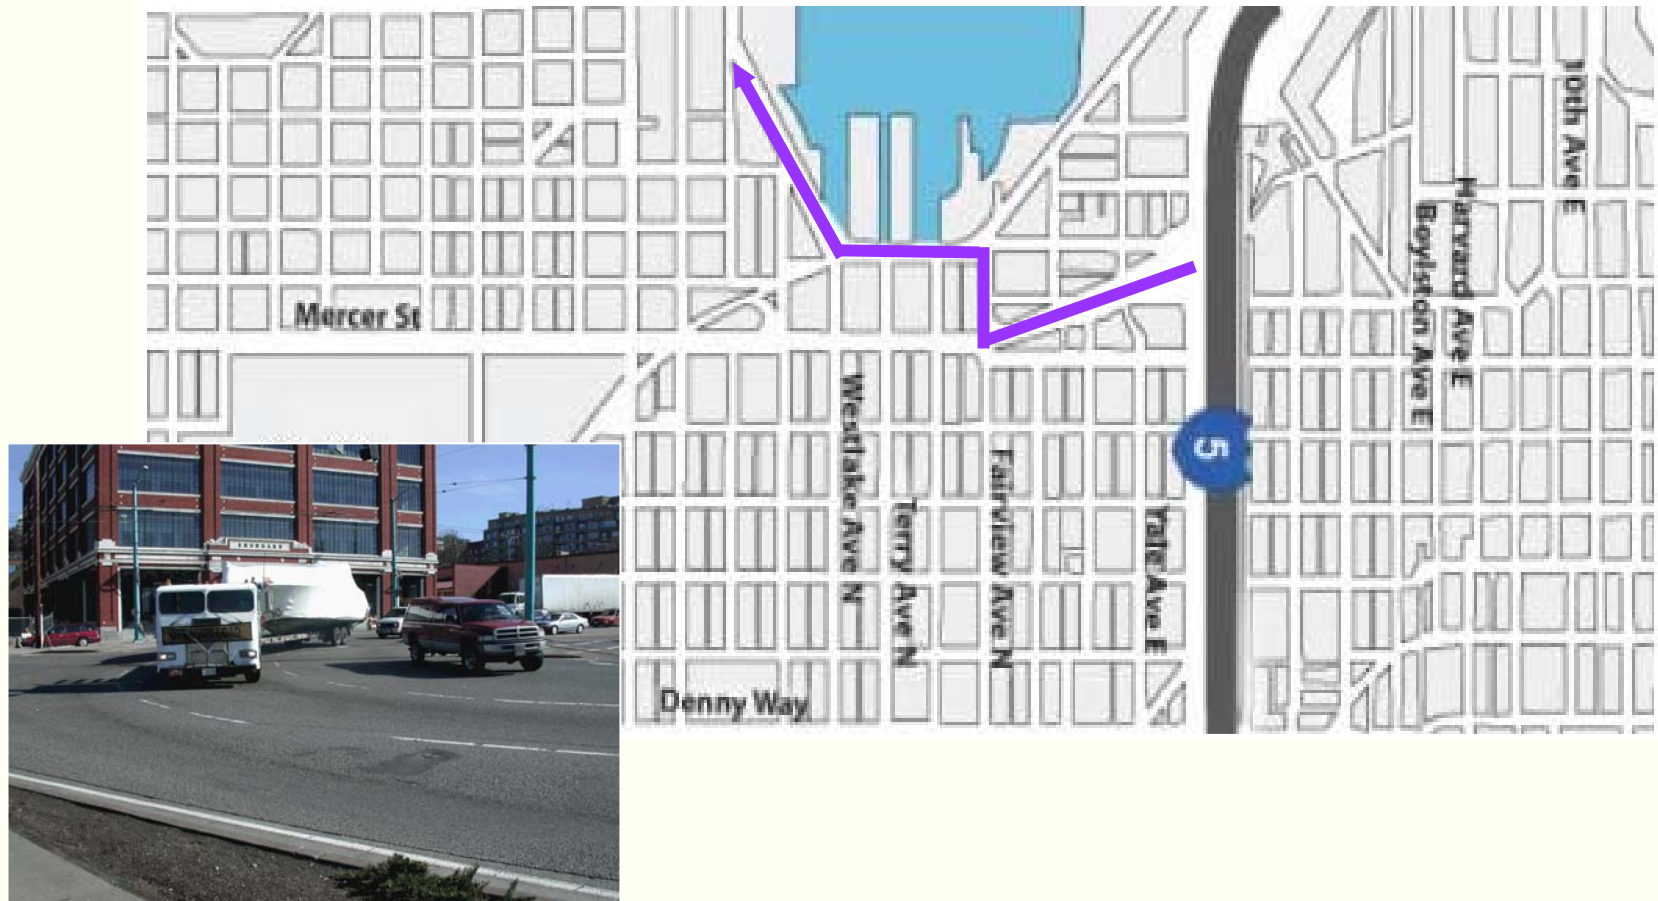 10th Ave E
Harvard Ave E
Boylston Ave E
Mercer St
Westlake Ave N
Terry Ave N
Fairview Ave N
Yale Ave E
5
Denny Way